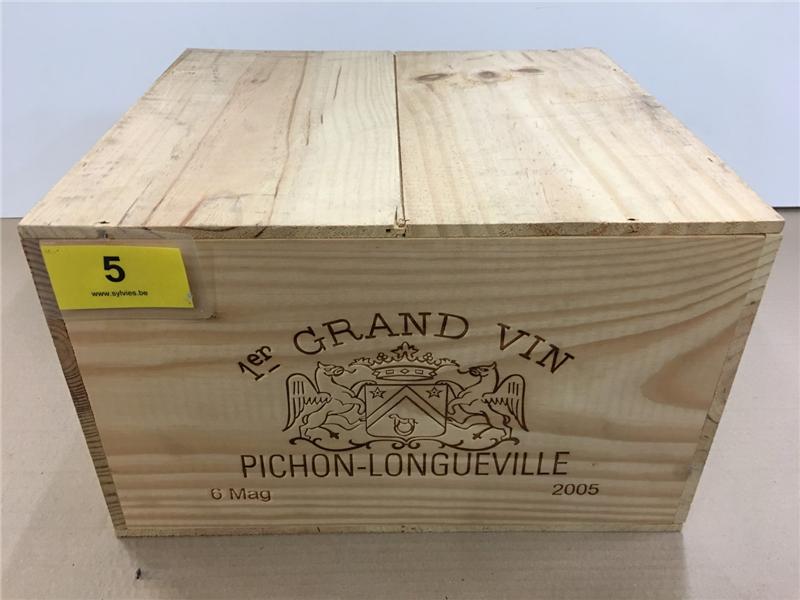 5
www.sylvies.be
1er GRAND VIN
PICHON-LONGUEVILLE
6 Mag 2005